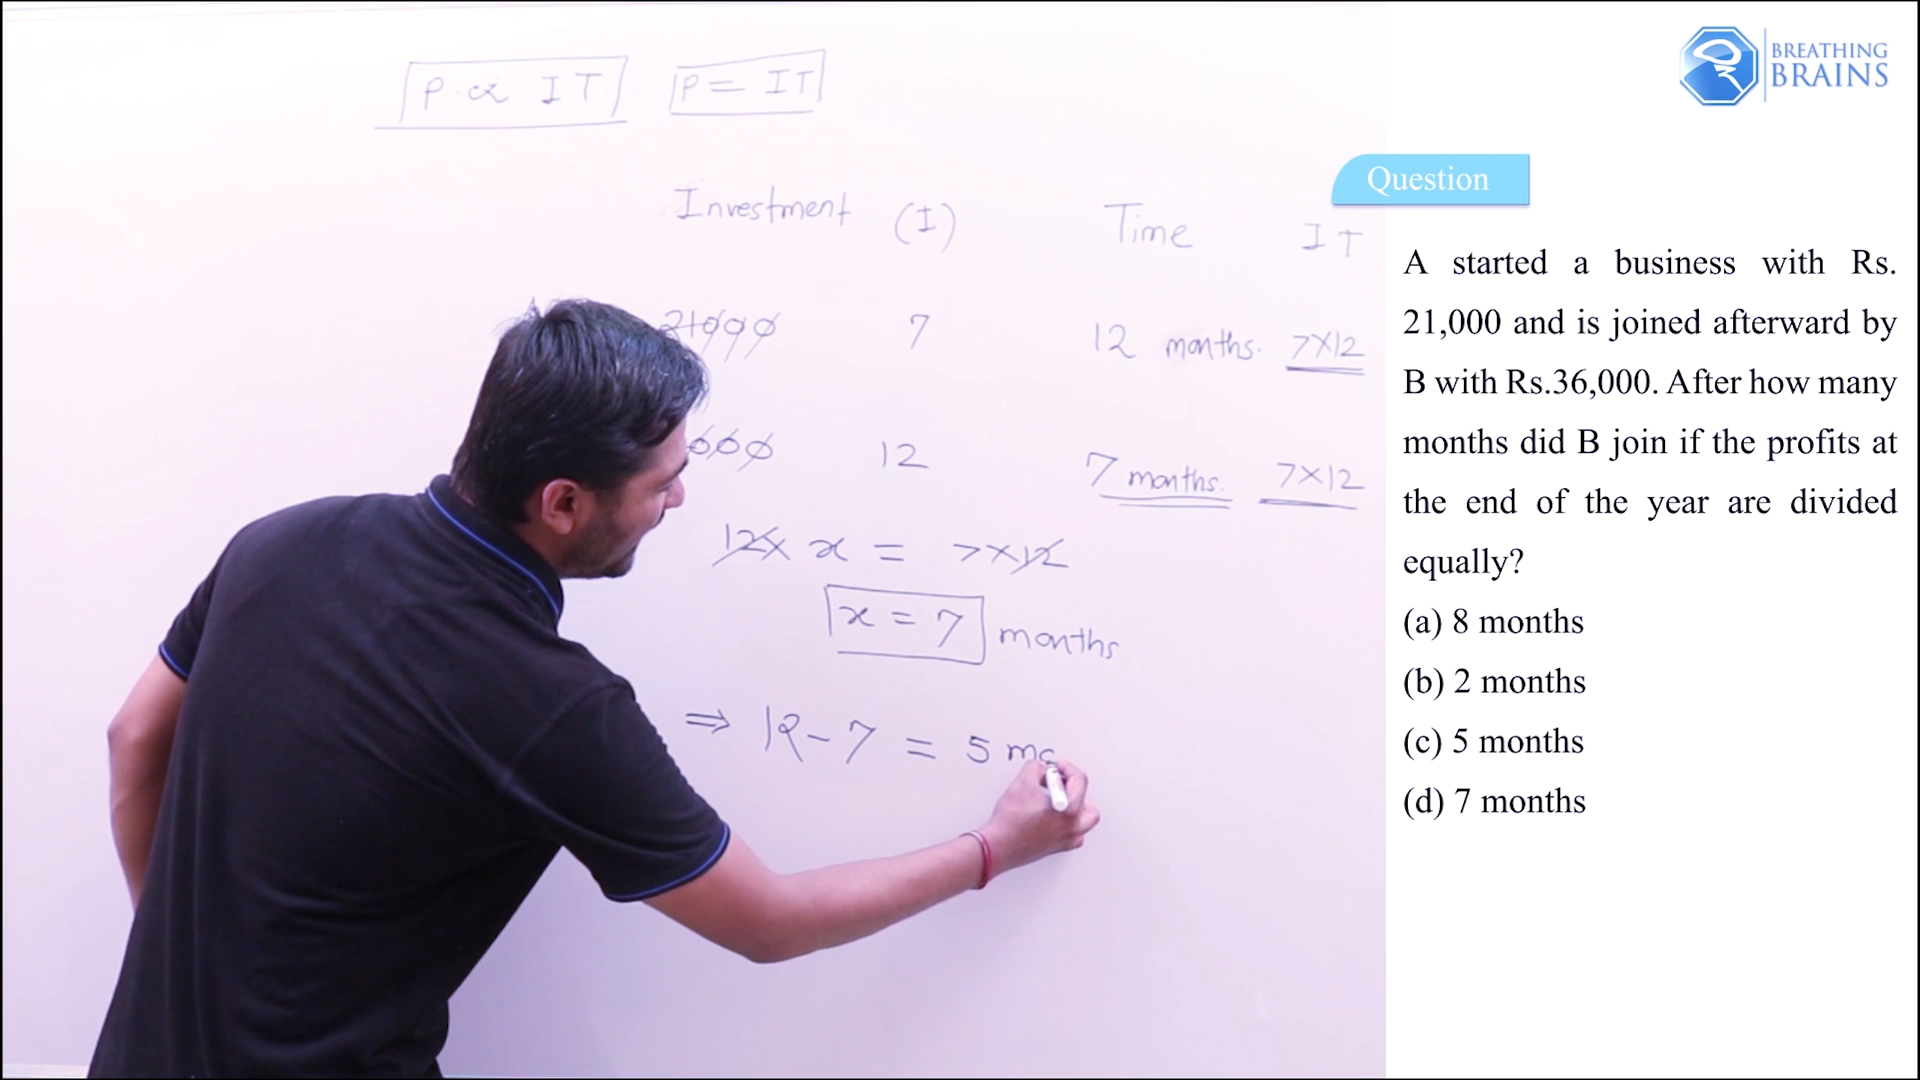 P ∝ IT P = IT
Investment (I) Time IT
21000 7 12 months. 7×12
000 12 7 months. 7×12
12× x = 7×12
x = 7 months
⇒ 12 - 7 = 5 mo
BREATHING
BRAINS
Question
A started a business with Rs.
21,000 and is joined afterward by
B with Rs.36,000. After how many
months did B join if the profits at
the end of the year are divided
equally?
(a) 8 months
(b) 2 months
(c) 5 months
(d) 7 months